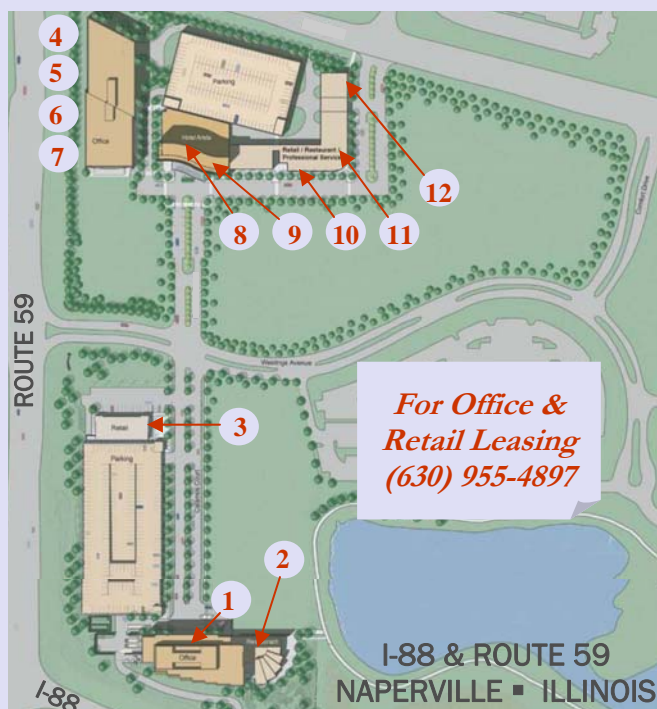 4
5
6
7
Office
Parking
Hotel Arista
Retail / Restaurant /
Professional Service
8
9
10
11
12
ROUTE 59
Westings Avenue
Retail
3
Parking
For Office &
Retail Leasing
(630) 955-4897
1
2
Office
Restaurant
I-88
I-88 & ROUTE 59
NAPERVILLE ▪ ILLINOIS